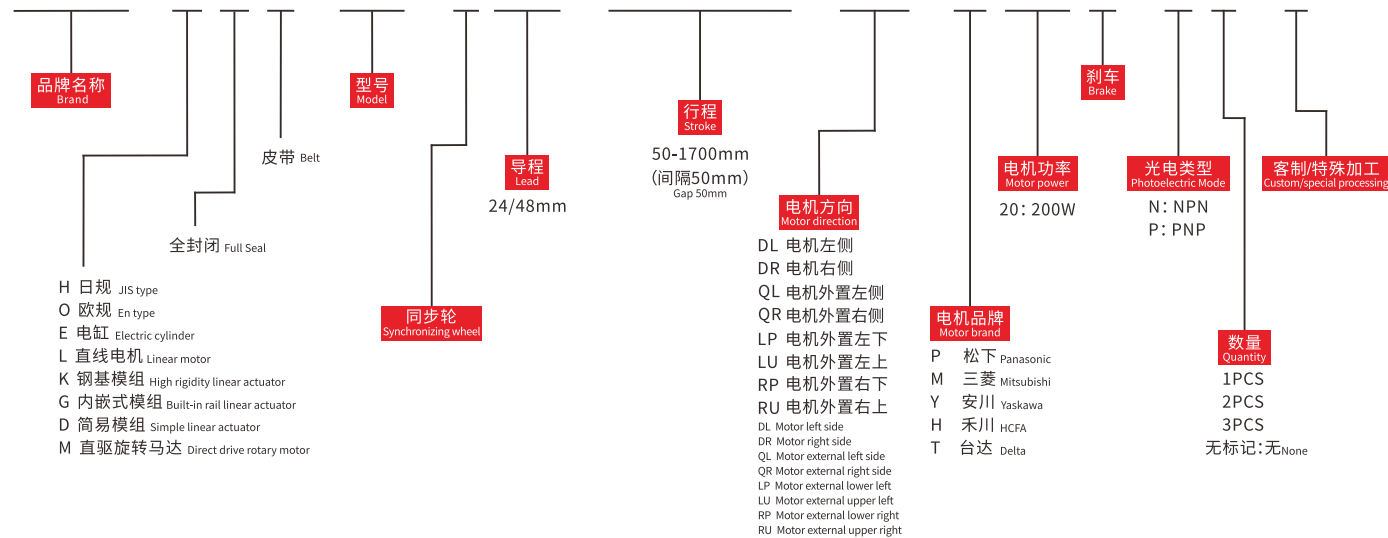 品牌名称
Brand
H 日规 JIS type
O 欧规 En type
E 电缸 Electric cylinder
L 直线电机 Linear motor
K 钢基模组 High rigidity linear actuator
G 内嵌式模组 Built-in rail linear actuator
D 简易模组 Simple linear actuator
M 直驱旋转马达 Direct drive rotary motor
全封闭 Full Seal
皮带 Belt
型号
Model
同步轮
Synchronizing wheel
导程
Lead
24/48mm
行程
Stroke
50-1700mm
(间隔50mm)
Gap 50mm
电机方向
Motor direction
DL 电机左侧
DR 电机右侧
QL 电机外置左侧
QR 电机外置右侧
LP 电机外置左下
LU 电机外置左上
RP 电机外置右下
RU 电机外置右上
DL Motor left side
DR Motor right side
QL Motor external left side
QR Motor external right side
LP Motor external lower left
LU Motor external upper left
RP Motor external lower right
RU Motor external upper right
电机品牌
Motor brand
P 松下 Panasonic
M 三菱 Mitsubishi
Y 安川 Yaskawa
H 禾川 HCFA
T 台达 Delta
电机功率
Motor power
20：200W
刹车
Brake
光电类型
Photoelectric Mode
N：NPN
P：PNP
数量
Quantity
1PCS
2PCS
3PCS
无标记：无None
客制/特殊加工
Custom/special processing